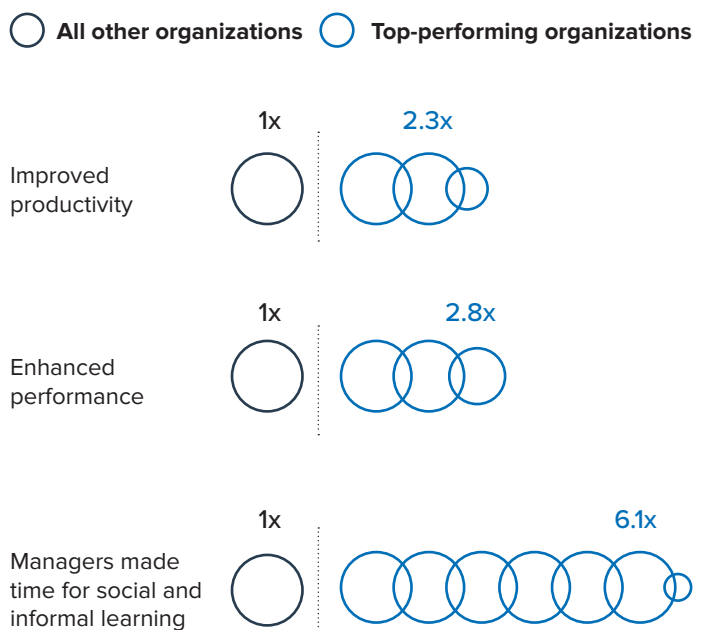 All other organizations Top-performing organizations
1x 2.3x
Improved
productivity
1x 2.8x
Enhanced
performance
1x 6.1x
Managers made
time for social and
informal learning